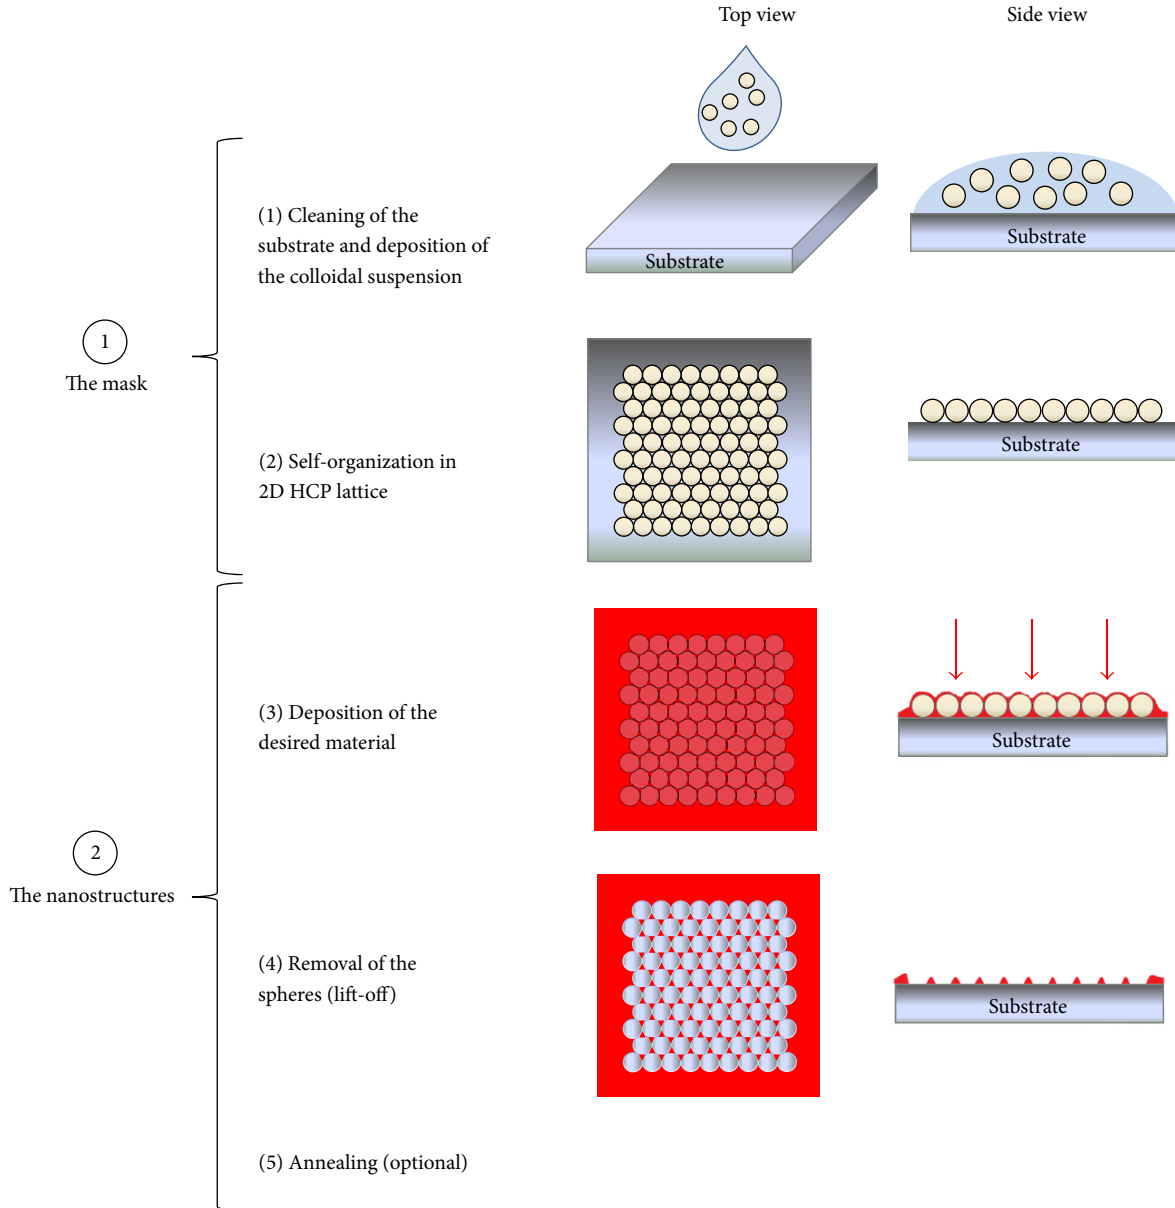 Top view
Side view
(1) Cleaning of the
substrate and deposition of
the colloidal suspension
Substrate
Substrate
1
The mask
(2) Self-organization in
2D HCP lattice
Substrate
(3) Deposition of the
desired material
Substrate
2
The nanostructures
(4) Removal of the
spheres (lift-off)
Substrate
(5) Annealing (optional)